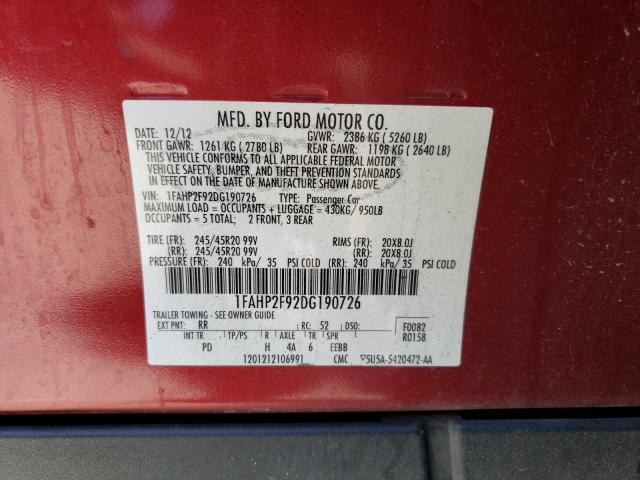 MFD. BY FORD MOTOR CO.
DATE: 12/12 GVWR: 2386 KG ( 5260 LB)
FRONT GAWR: 1261 KG ( 2780 LB) REAR GAWR: 1198 KG ( 2640 LB)
THIS VEHICLE CONFORMS TO ALL APPLICABLE FEDERAL MOTOR
VEHICLE SAFETY, BUMPER, AND THEFT PREVENTION STANDARDS
IN EFFECT ON THE DATE OF MANUFACTURE SHOWN ABOVE.
VIN: 1FAHP2F92DG190726 TYPE: Passenger Car
MAXIMUM LOAD = OCCUPANTS + LUGGAGE = 430KG/ 950LB
OCCUPANTS = 5 TOTAL; 2 FRONT, 3 REAR
TIRE (FR): 245/45R20 99V RIMS (FR): 20X8.0J
(RR): 245/45R20 99V (RR): 20X8.0J
PRESSURE (FR): 240 kPa/ 35 PSI COLD (RR): 240 kPa/ 35 PSI COLD
1FAHP2F92DG190726
TRAILER TOWING - SEE OWNER GUIDE
EXT PNT: RR RC: 52 DSO: F0082
R0158
INT TR TP/PS R AXLE TR SPR
PD H 4A 6 EEBB
120121210699​1 CMC ▽5U5A-5420472-AA